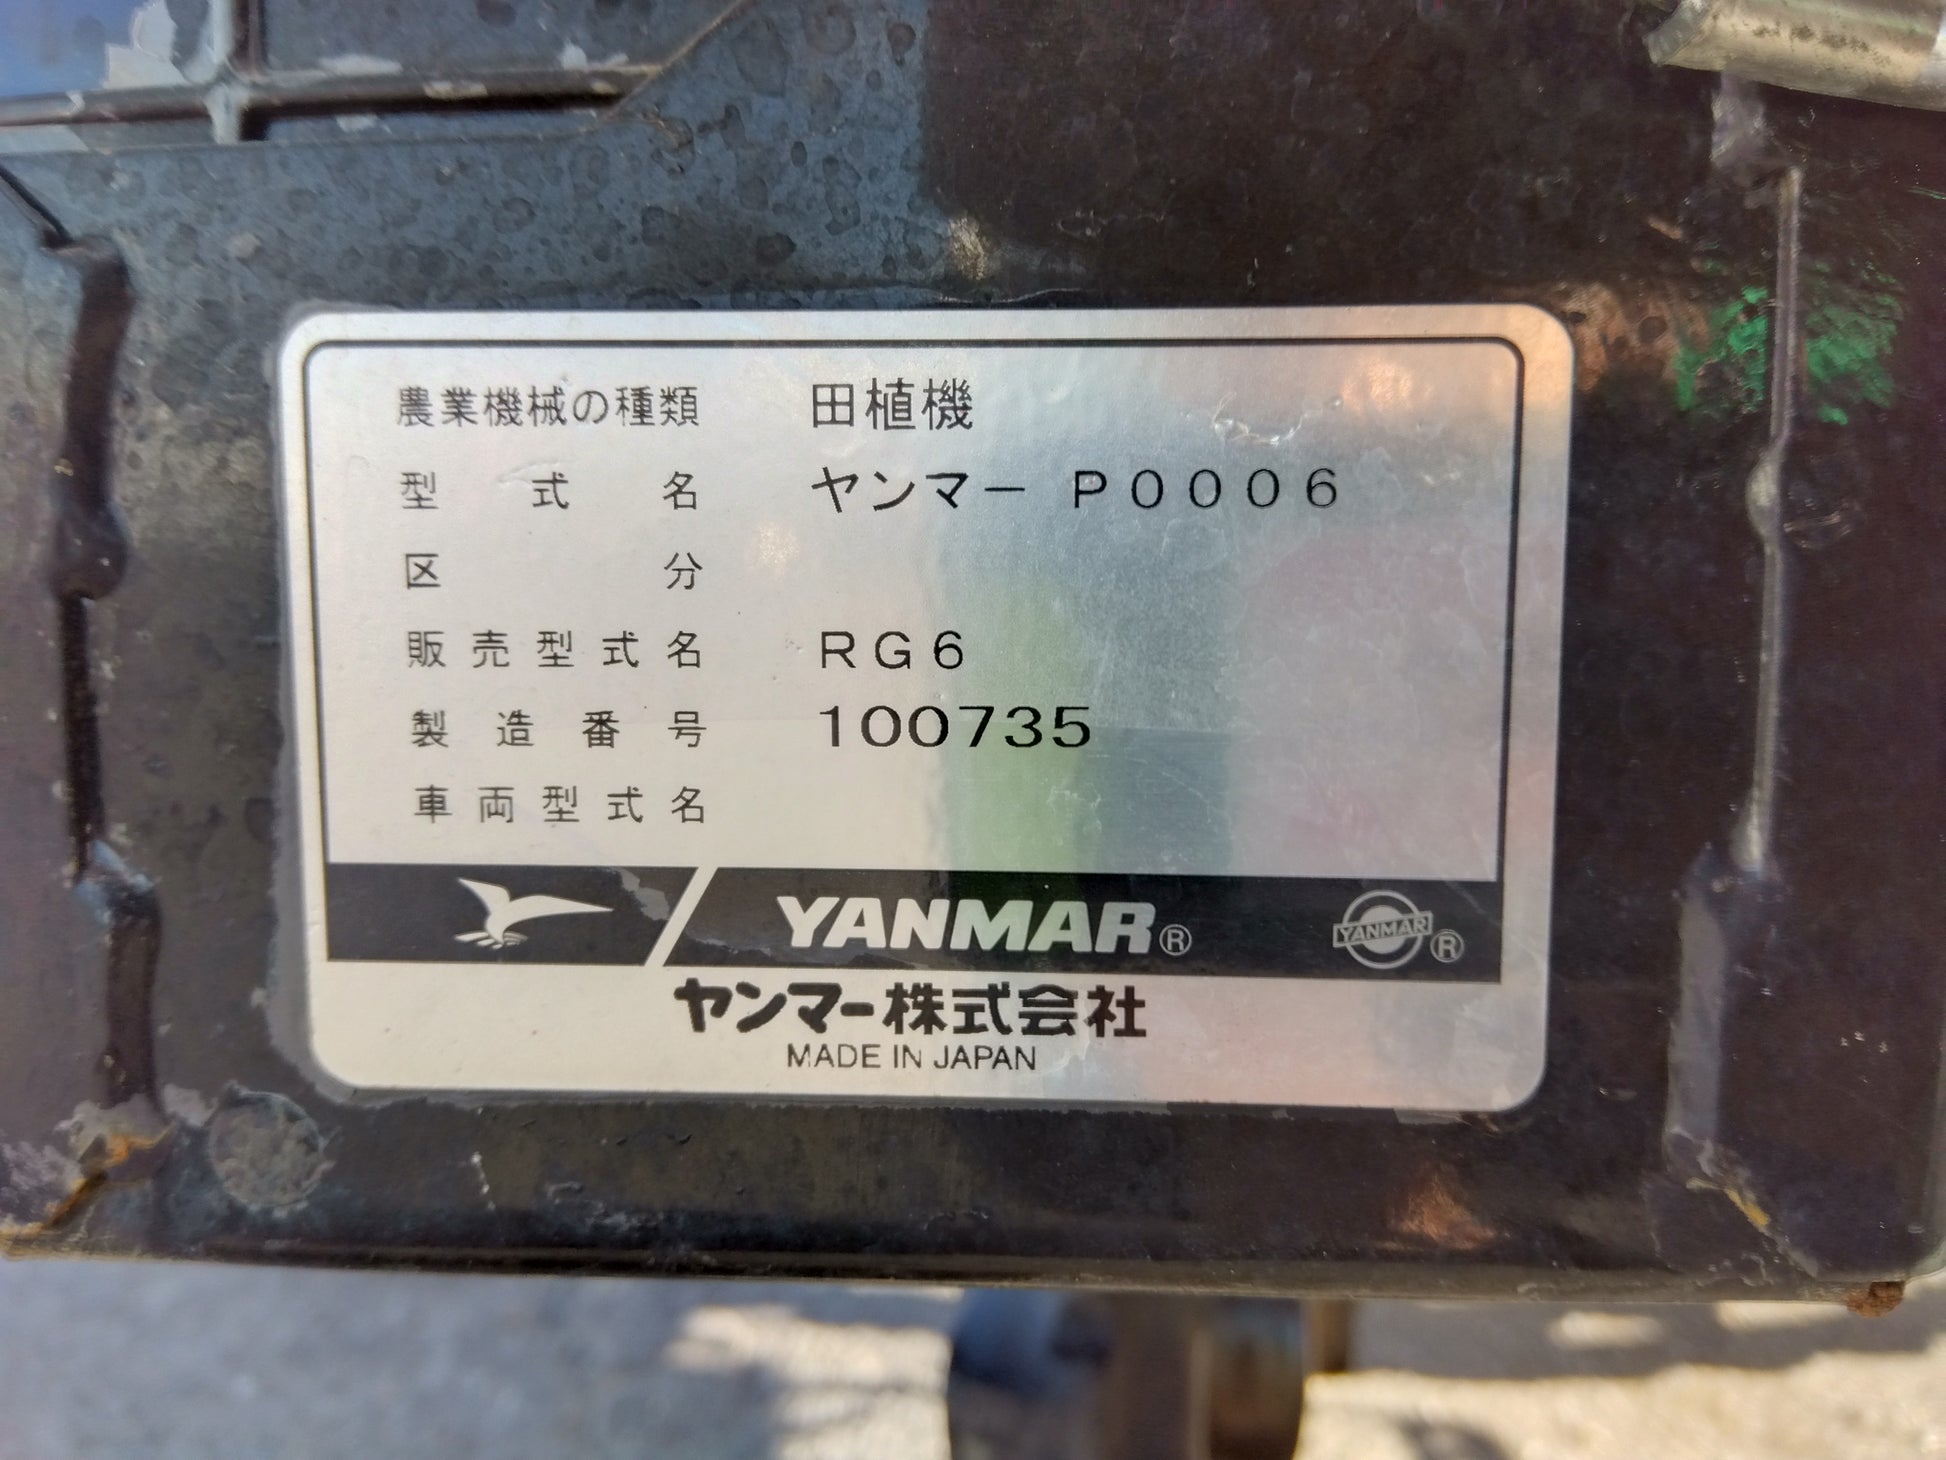 農業機械の種類 田植機
型式名 ヤンマー P0006
区分
販売型式名 RG6
製造番号 100735
車両型式名
YANMAR® YANMAR®
ヤンマー株式会社
MADE IN JAPAN